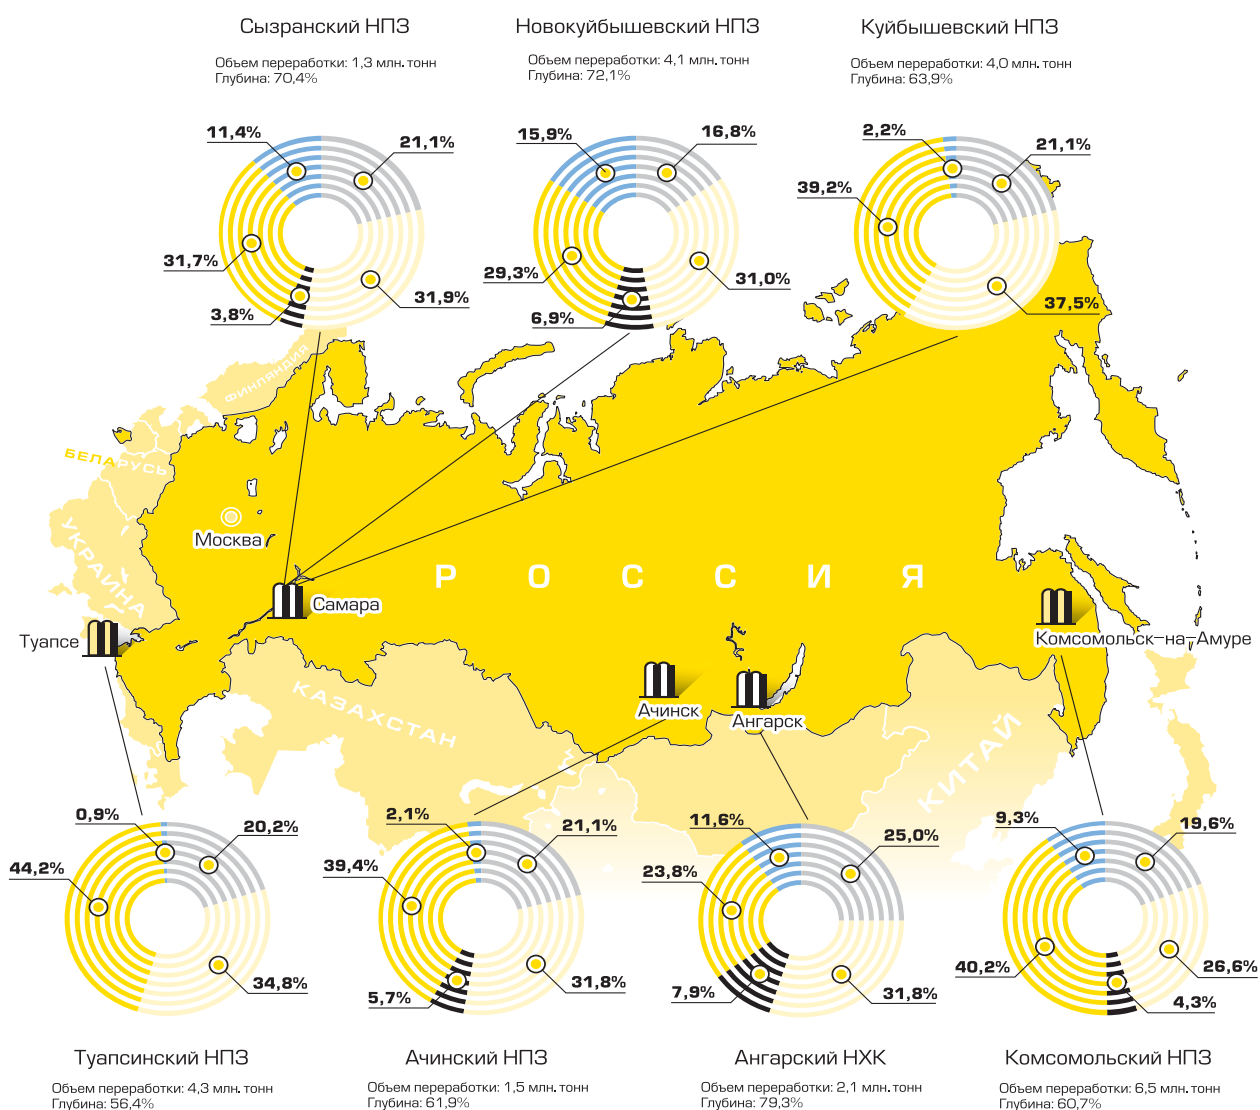 Сызранский НПЗ
Объем переработки: 1,3 млн. тонн
Глубина: 70,4%
Новокуйбышевский НПЗ
Объем переработки: 4,1 млн. тонн
Глубина: 72,1%
Куйбышевский НПЗ
Объем переработки: 4,0 млн. тонн
Глубина: 63,9%
11,4%
21,1%
31,7%
31,9%
3,8%
15,9%
16,8%
29,3%
31,0%
6,9%
2,2%
21,1%
39,2%
37,5%
ФИНЛЯНДИЯ
БЕЛАРУСЬ
УКРАИНА
Москва
РОССИЯ
Самара
Туапсе
Комсомольск-на-Амуре
КАЗАХСТАН
Ачинск
Ангарск
КИТАЙ
0,9%
20,2%
44,2%
34,8%
2,1%
21,1%
39,4%
31,8%
5,7%
11,6%
25,0%
23,8%
31,8%
7,9%
9,3%
19,6%
40,2%
26,6%
4,3%
Туапсинский НПЗ
Объем переработки: 4,3 млн. тонн
Глубина: 56,4%
Ачинский НПЗ
Объем переработки: 1,5 млн. тонн
Глубина: 61,9%
Ангарский НХК
Объем переработки: 2,1 млн. тонн
Глубина: 79,3%
Комсомольский НПЗ
Объем переработки: 6,5 млн. тонн
Глубина: 60,7%